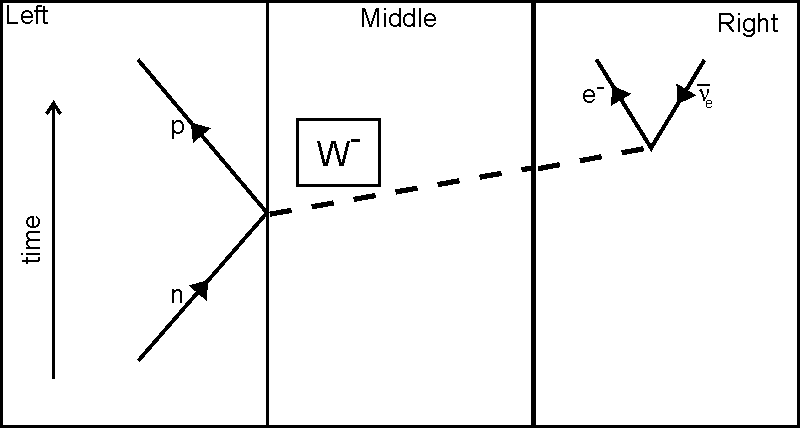 Left
Middle
Right
time
p
n
W⁻
e⁻
ν̅ₑ